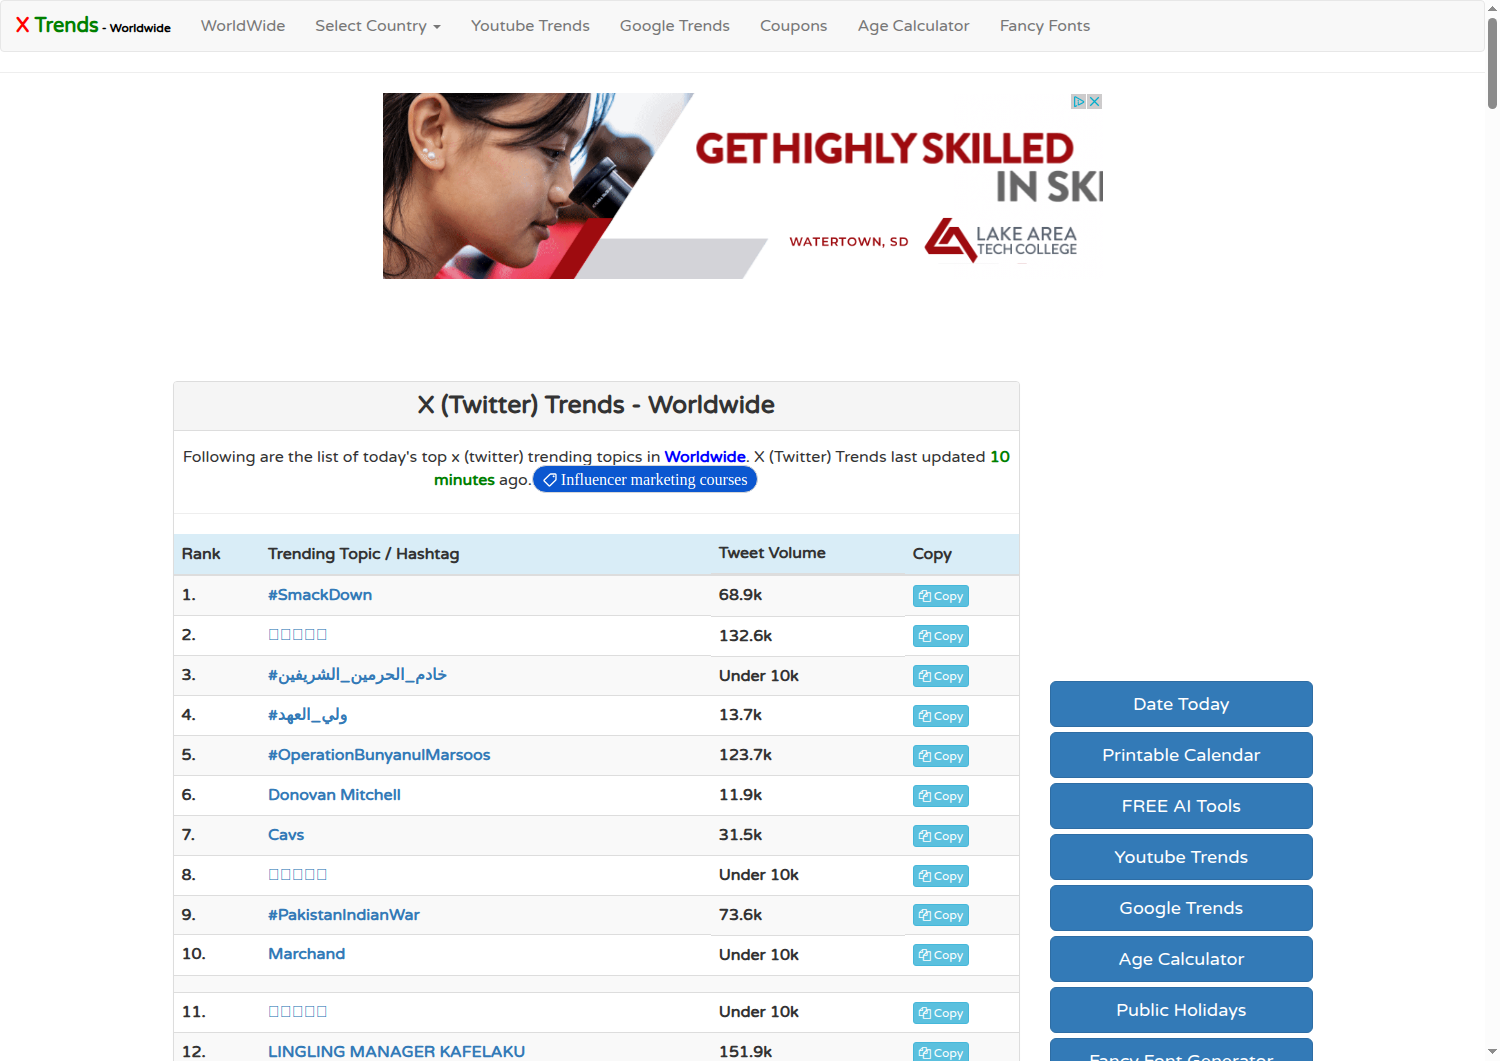 X Trends - Worldwide WorldWide Select Country Youtube Trends Google Trends Coupons Age Calculator Fancy Fonts
GET HIGHLY SKILLED
IN SKI
WATERTOWN, SD
LAKE AREA
TECH COLLEGE
X (Twitter) Trends - Worldwide
Following are the list of today's top x (twitter) trending topics in Worldwide. X (Twitter) Trends last updated 10
minutes ago. Influencer marketing courses
Rank Trending Topic / Hashtag Tweet Volume Copy
1. #SmackDown 68.9k Copy
2. 132.6k Copy
3. #خادم_الحرمين_الشريفين Under 10k Copy
4. #ولي_العهد 13.7k Copy
5. #OperationBunyanulMarsoos 123.7k Copy
6. Donovan Mitchell 11.9k Copy
7. Cavs 31.5k Copy
8. Under 10k Copy
9. #PakistanIndianWar 73.6k Copy
10. Marchand Under 10k Copy
11. Under 10k Copy
12. LINGLING MANAGER KAFELAKU 151.9k Copy
Date Today
Printable Calendar
FREE AI Tools
Youtube Trends
Google Trends
Age Calculator
Public Holidays
Fancy Font Generator